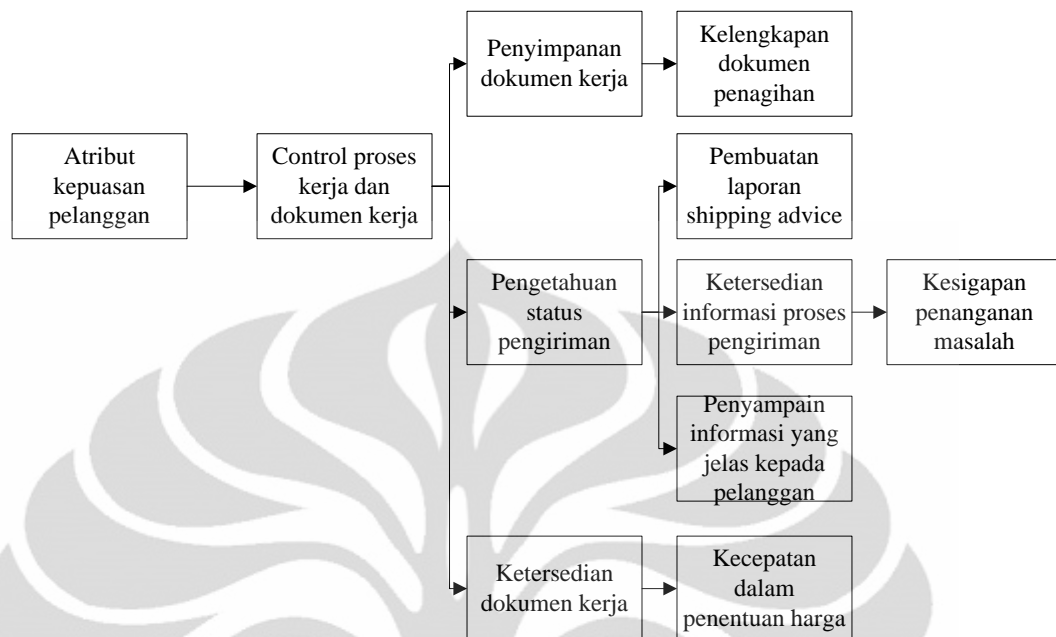 Atribut
kepuasan
pelanggan
Control proses
kerja dan
dokumen kerja
Penyimpanan
dokumen kerja
Kelengkapan
dokumen
penagihan
Pengetahuan
status
pengiriman
Pembuatan
laporan
shipping advice
Ketersedian
informasi proses
pengiriman
Kesigapan
penanganan
masalah
Penyampain
informasi yang
jelas kepada
pelanggan
Ketersedian
dokumen kerja
Kecepatan
dalam
penentuan harga